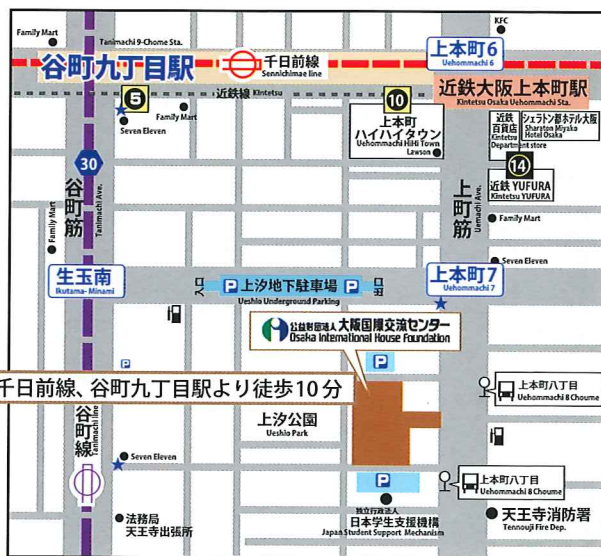 KFC
Family Mart
Tanimachi 9-Chome Sta.
谷町九丁目駅
千日前線
Sennichimae line
上本町6
Uehommachi 6
近鉄大阪上本町駅
Kintetsu Osaka Uehommachi Sta.
5
近鉄線 Kintetsu
10
Family Mart
Seven Eleven
上本町
ハイハイタウン
Uehommachi HiHi Town
Lawson
近鉄
百貨店
Kintetsu
Department store
シェラトン都ホテル大阪
Sharaton Miyako
Hotel Osaka
14
近鉄 YUFURA
Kintetsu YUFURA
30
谷町筋
Tanimachi Ave.
上町筋
Uemachi Ave.
Family Mart
Family Mart
Seven Eleven
生玉南
Ikutama-Minami
入口
P
上汐地下駐車場
P
出口
Ueshio Underground Parking
上本町7
Uehommachi 7
公益財団法人 大阪国際交流センター
Osaka International House Foundation
P
P
千日前線、谷町九丁目駅より徒歩10分
上本町八丁目
Uehommachi 8 Choume
谷町線
Tanimachi line
上汐公園
Ueshio Park
Seven Eleven
P
上本町八丁目
Uehommachi 8 Choume
法務局
天王寺出張所
独立行政法人
日本学生支援機構
Japan Student Support Mechanism
天王寺消防署
Tennouji Fire Dep.